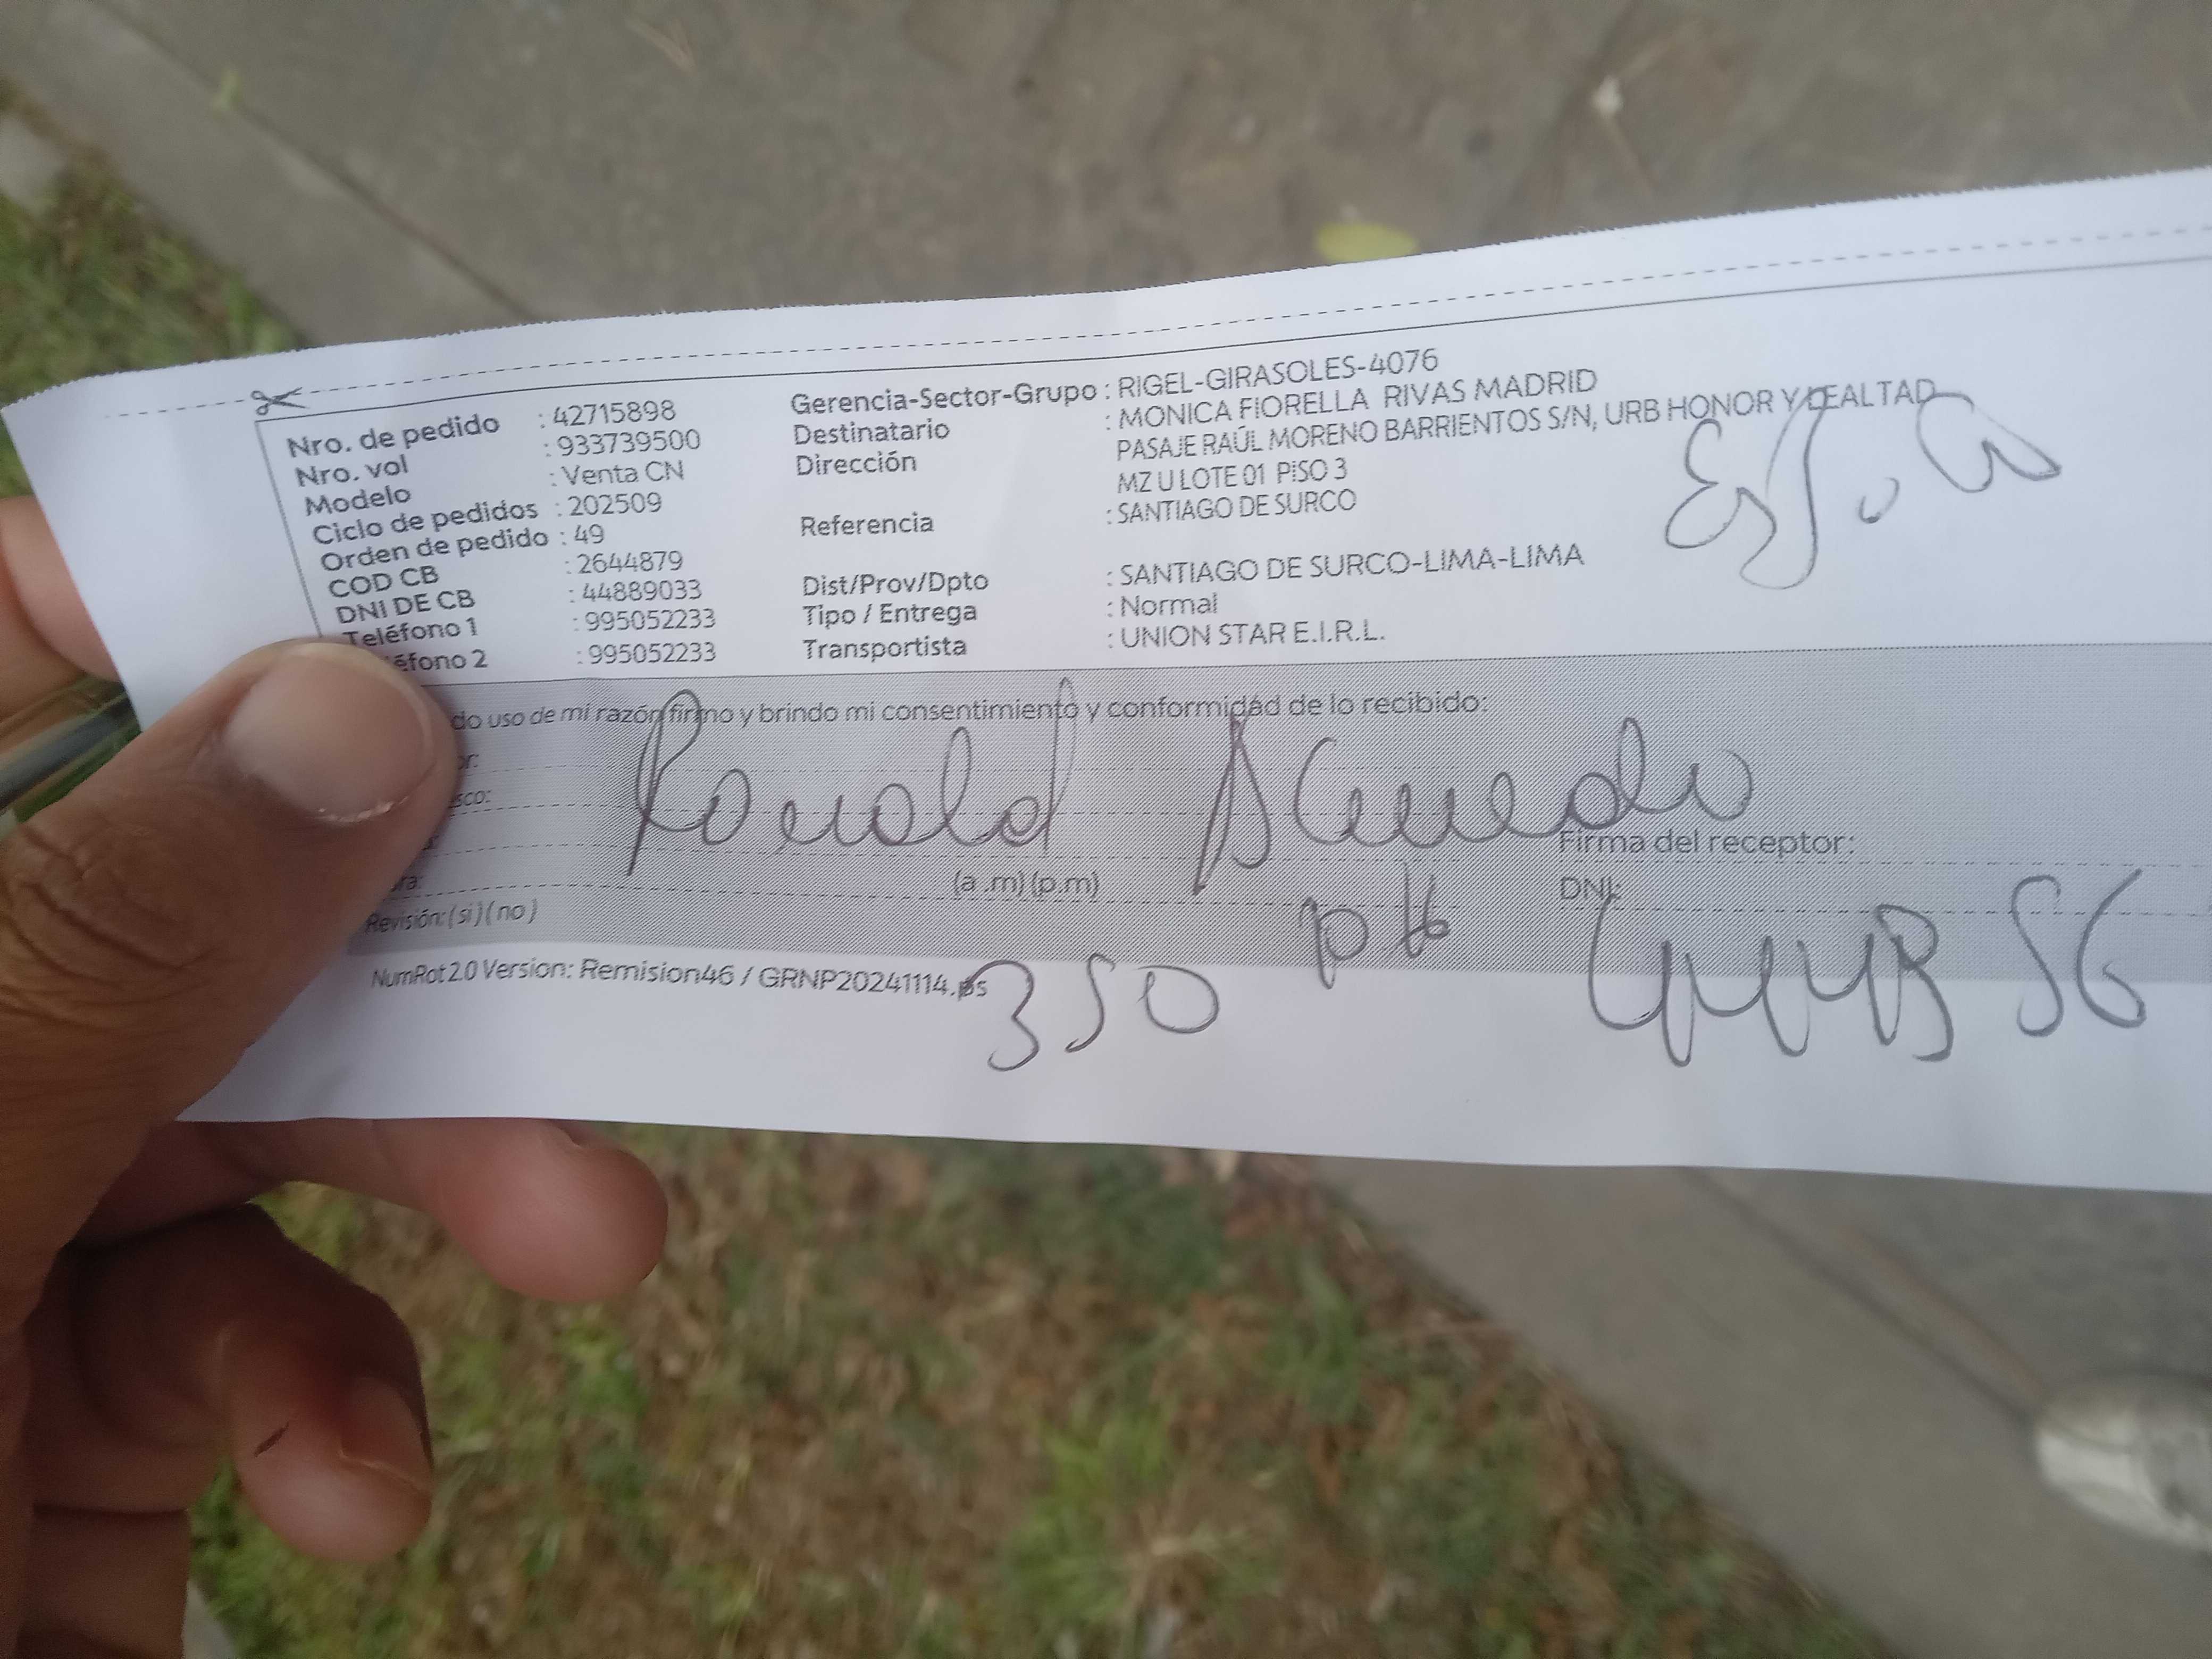 Nro. de pedido : 42715898
Nro. vol : 933739500
Modelo : Venta CN
Ciclo de pedidos : 202509
Orden de pedido : 49
COD CB : 2644879
DNI DE CB : 44889033
Teléfono 1 : 995052233
éfono 2 : 995052233
Gerencia-Sector-Grupo : RIGEL-GIRASOLES-4076
Destinatario : MONICA FIORELLA RIVAS MADRID
Dirección PASAJE RAÚL MORENO BARRIENTOS S/N, URB HONOR Y LEALTAD
MZ U LOTE 01 PISO 3
Referencia : SANTIAGO DE SURCO
Dist/Prov/Dpto : SANTIAGO DE SURCO-LIMA-LIMA
Tipo / Entrega : Normal
Transportista : UNION STAR E.I.R.L.
do uso de mi razón firmo y brindo mi consentimiento y conformidad de lo recibido:
or:
sco:
Ronald
Firma del receptor:
ra: (a .m) (p.m)
DNI:
Revisión: ( si ) ( no )
350
NumRot2.0 Version: Remision46 / GRNP20241114.ps